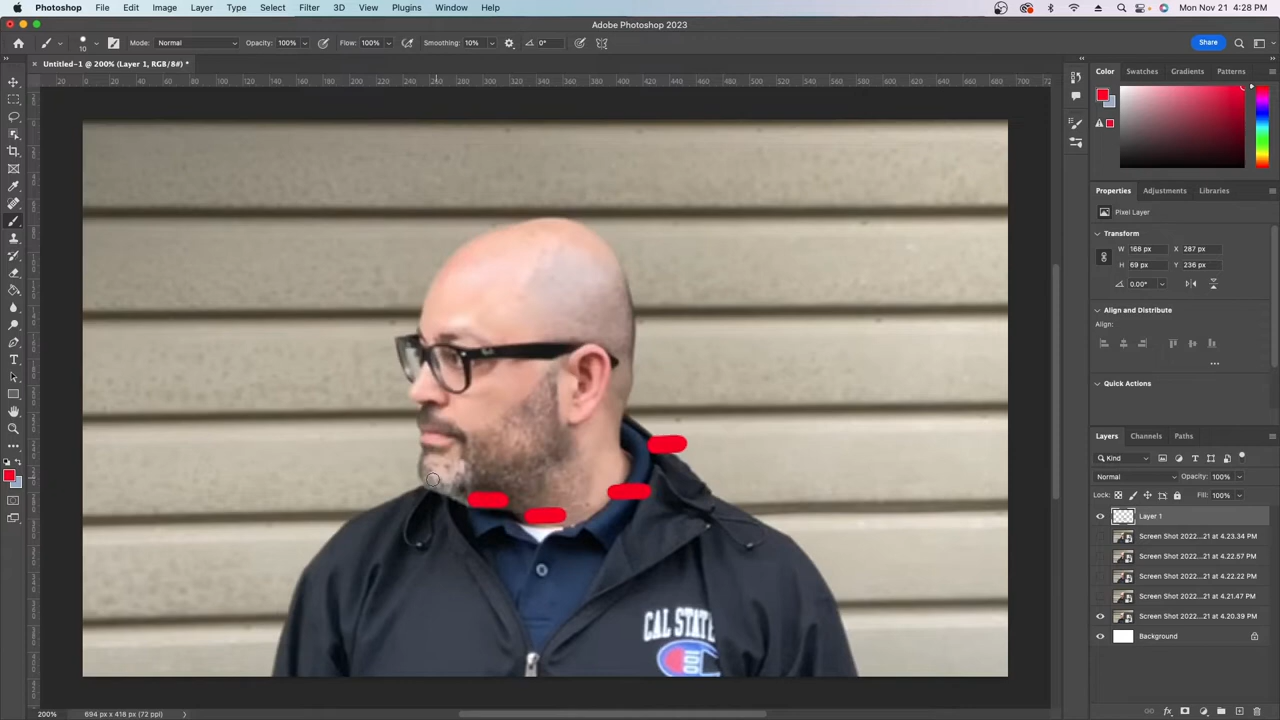 Photoshop File Edit Image Layer Type Select Filter 3D View Plugins Window Help Mon Nov 21 4:28 PM
Adobe Photoshop 2023
10 Mode: Normal Opacity: 100% Flow: 100% Smoothing: 10% 0° Share
Untitled-1 @ 200% (Layer 1, RGB/8#) *
Color Swatches Gradients Patterns
Properties Adjustments Libraries
Pixel Layer
Transform
W 168 px X 287 px
H 69 px Y 236 px
0.00°
Align and Distribute
Align:
Quick Actions
Layers Channels Paths
Kind
Normal Opacity: 100%
Lock: Fill: 100%
Layer 1
Screen Shot 2022...21 at 4.23.34 PM
Screen Shot 2022...21 at 4.22.57 PM
Screen Shot 2022...21 at 4.22.22 PM
Screen Shot 2022...21 at 4.21.47 PM
Screen Shot 2022...21 at 4.20.39 PM
Background
CAL STATE
200% 694 px x 416 px (72 ppi)